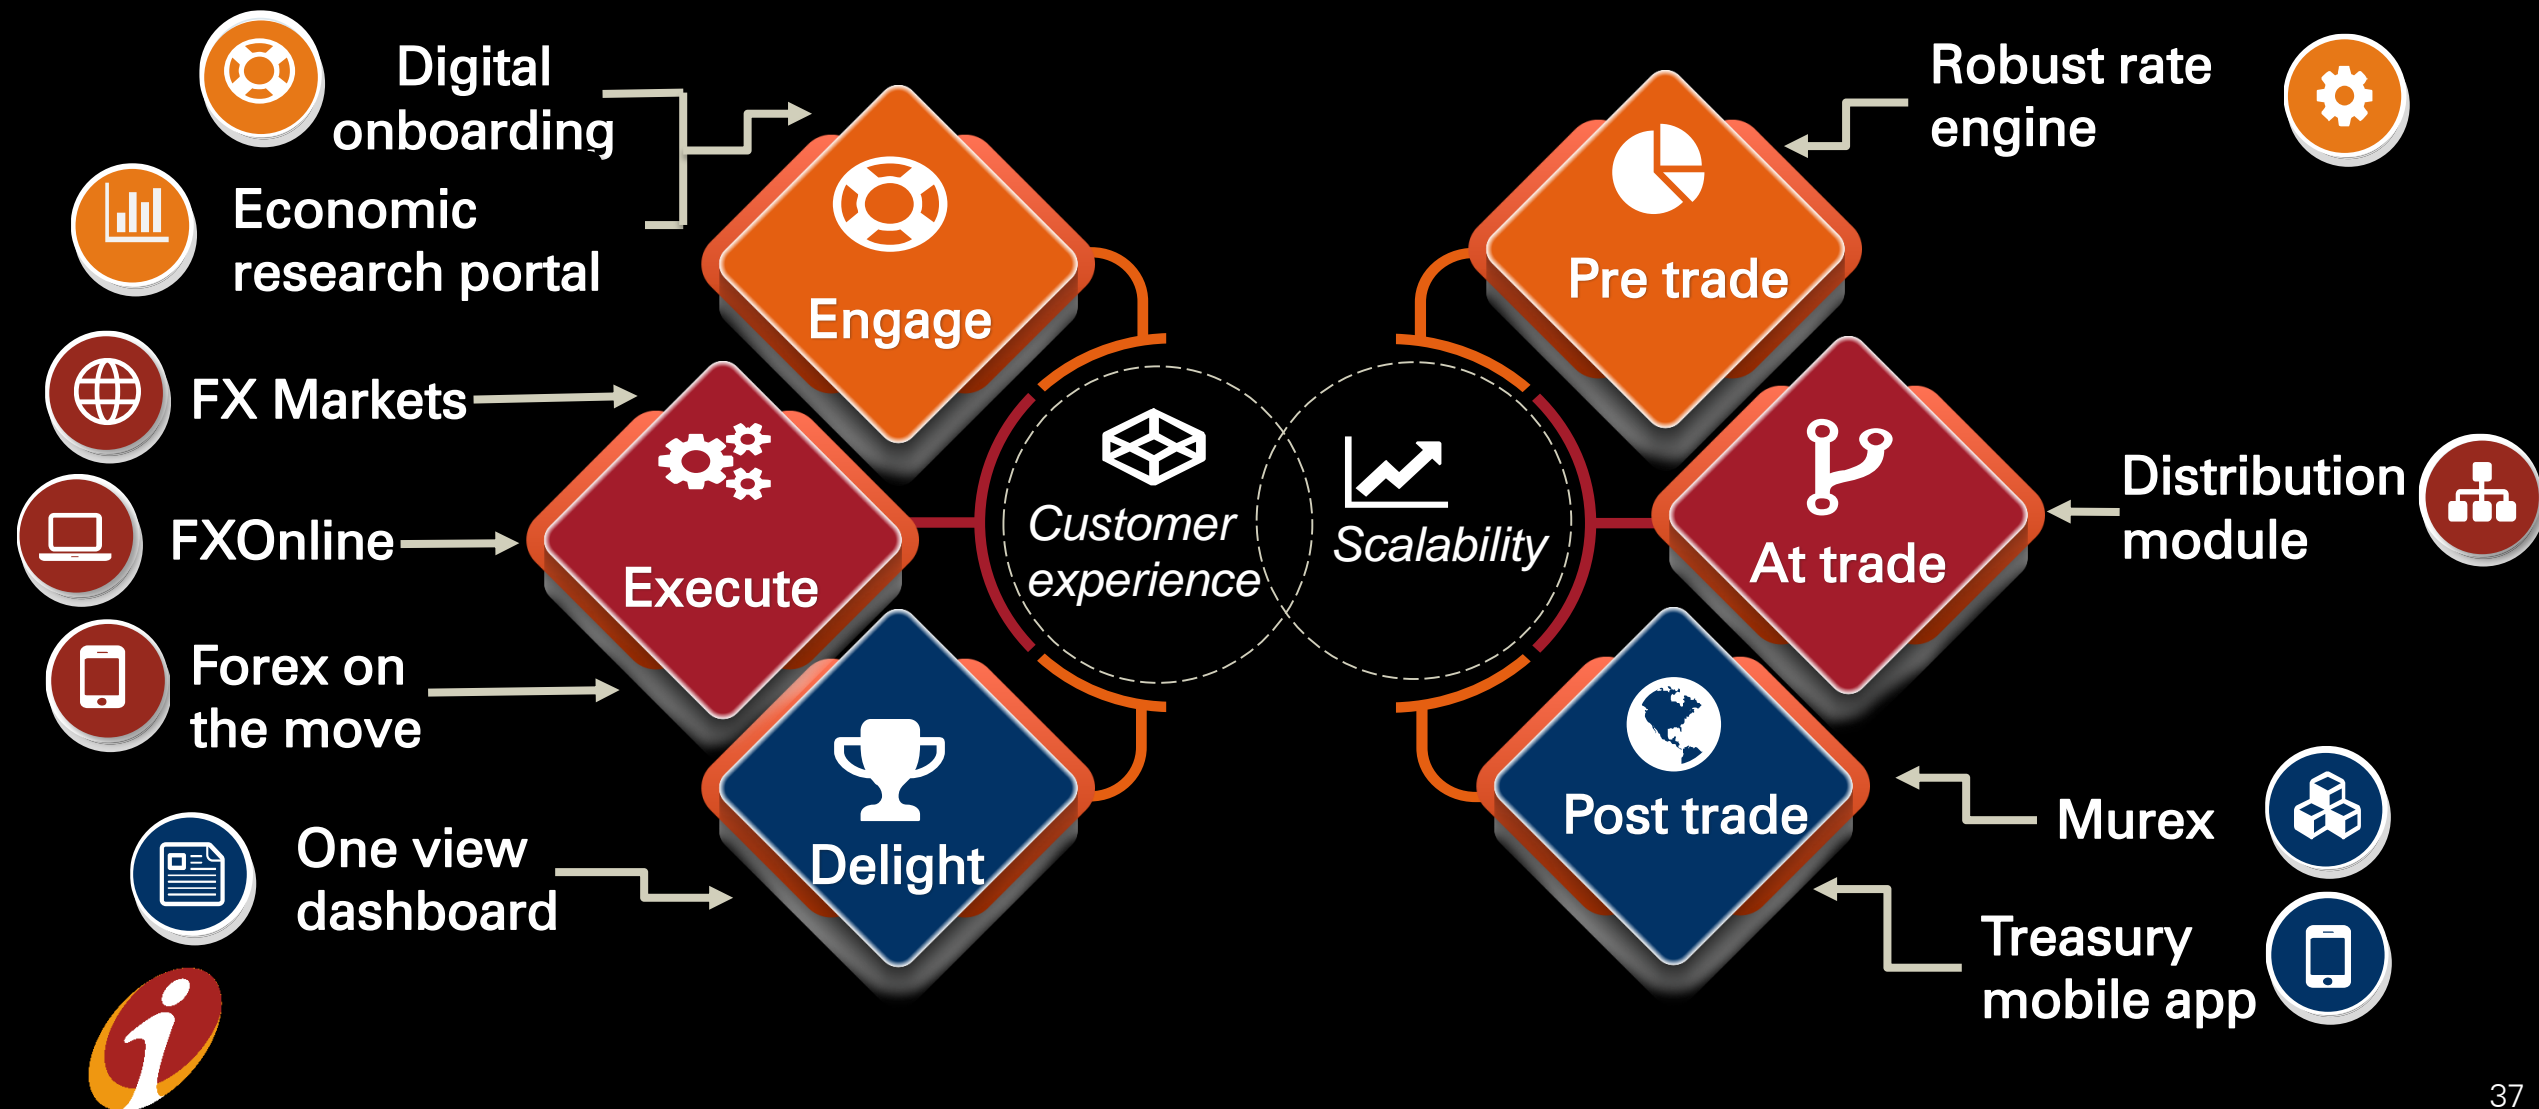 Digital
onboarding
Economic
research portal
FX Markets
FXOnline
Forex on
the move
One view
dashboard
Engage
Execute
Delight
Customer
experience
Scalability
Pre trade
At trade
Post trade
Robust rate
engine
Distribution
module
Murex
Treasury
mobile app
37